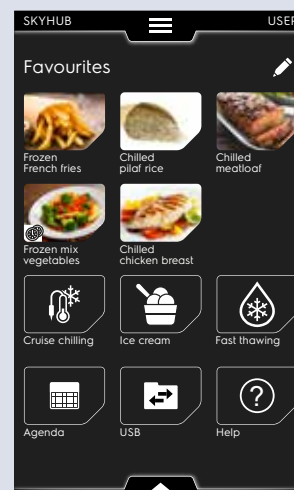 SKYHUB USER
Favourites
Frozen Chilled Chilled
French fries pilaf rice meatloaf
Frozen mix Chilled
vegetables chicken breast
Cruise chilling Ice cream Fast thawing
Agenda USB Help